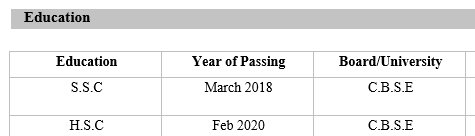 Education
Education Year of Passing Board/University
S.S.C March 2018 C.B.S.E
H.S.C Feb 2020 C.B.S.E